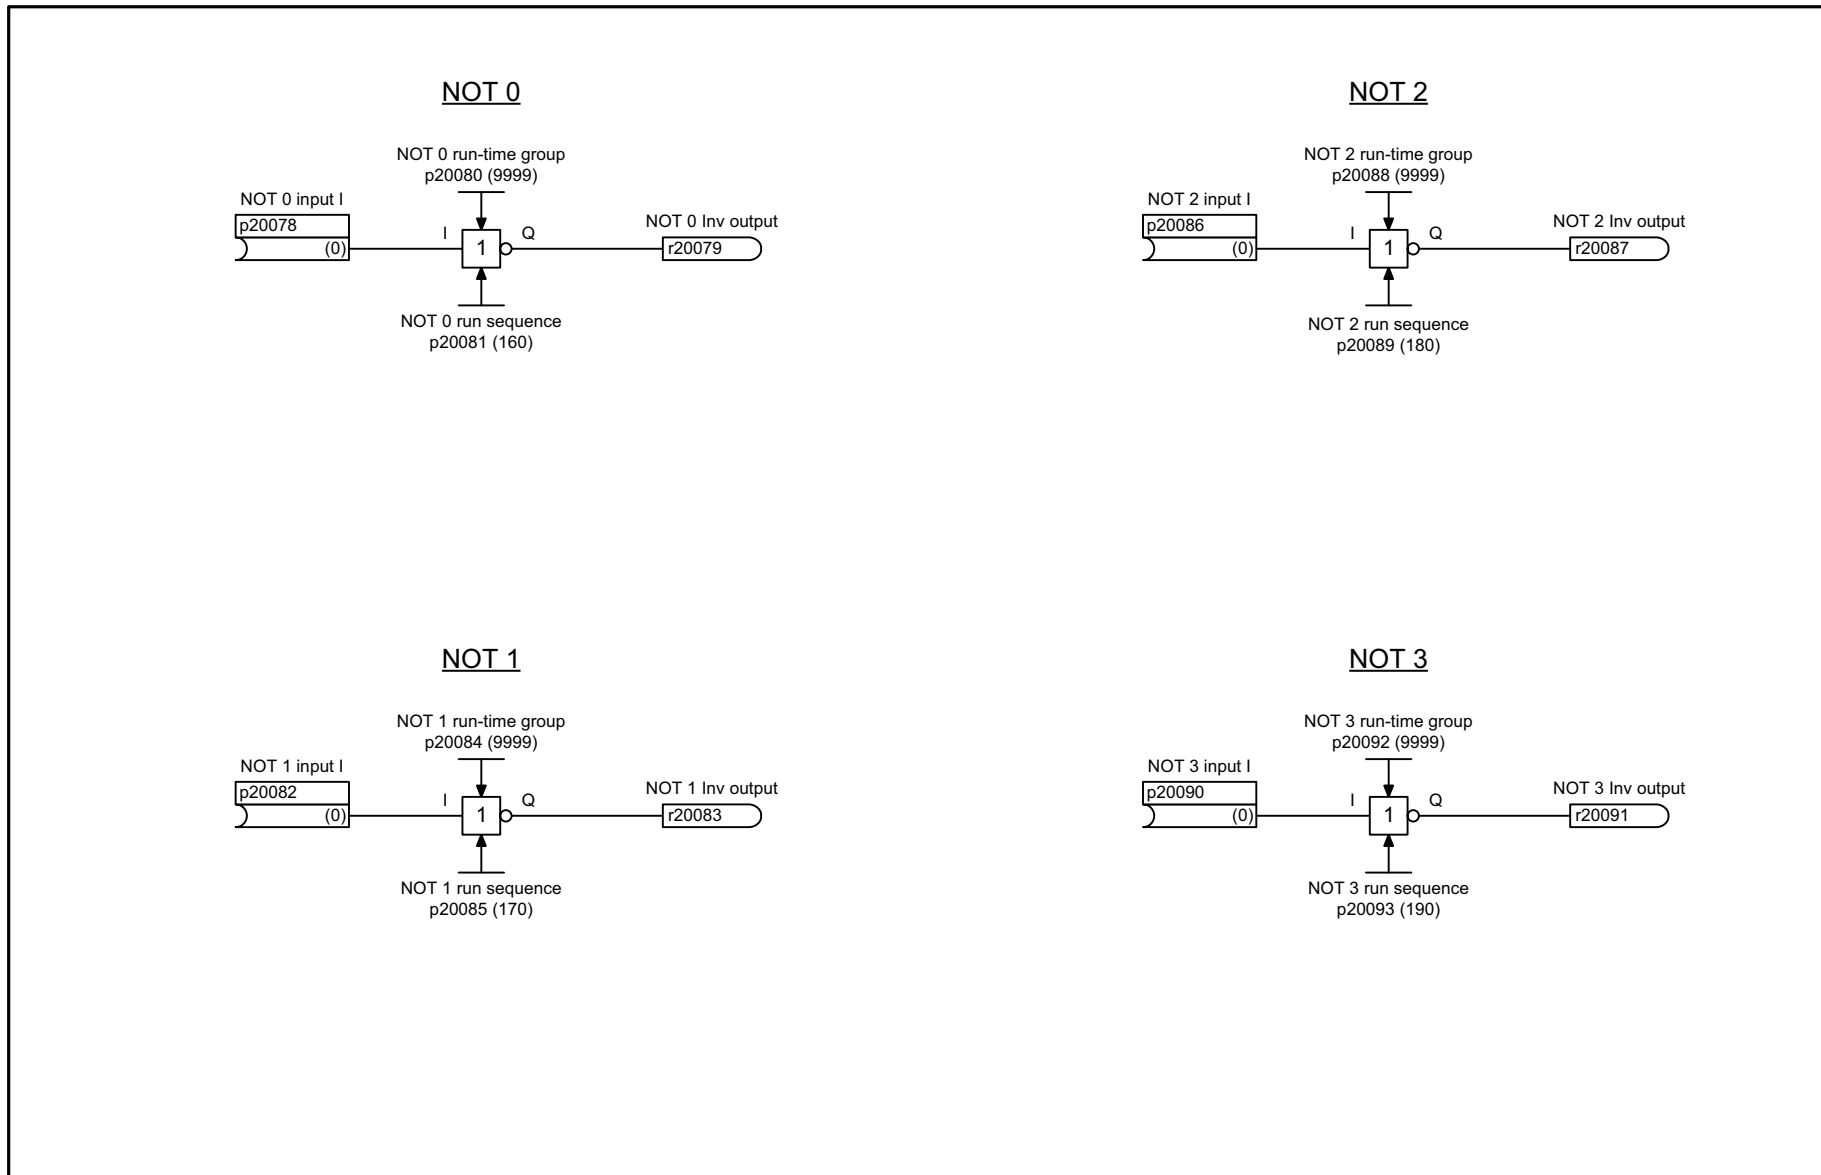 NOT 0
NOT 0 run-time group
p20080 (9999)
NOT 0 input I
p20078
(0)
I
1
Q
NOT 0 Inv output
r20079
NOT 0 run sequence
p20081 (160)
NOT 2
NOT 2 run-time group
p20088 (9999)
NOT 2 input I
p20086
(0)
I
1
Q
NOT 2 Inv output
r20087
NOT 2 run sequence
p20089 (180)
NOT 1
NOT 1 run-time group
p20084 (9999)
NOT 1 input I
p20082
(0)
I
1
Q
NOT 1 Inv output
r20083
NOT 1 run sequence
p20085 (170)
NOT 3
NOT 3 run-time group
p20092 (9999)
NOT 3 input I
p20090
(0)
I
1
Q
NOT 3 Inv output
r20091
NOT 3 run sequence
p20093 (190)